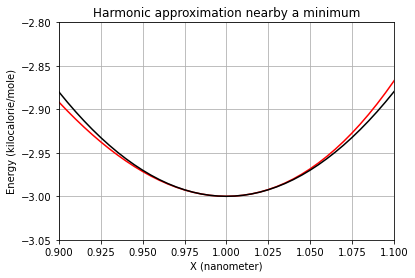 Harmonic approximation nearby a minimum
Energy (kilocalorie/mole)
−2.80
−2.85
−2.90
−2.95
−3.00
−3.05
0.900 0.925 0.950 0.975 1.000 1.025 1.050 1.075 1.100
X (nanometer)